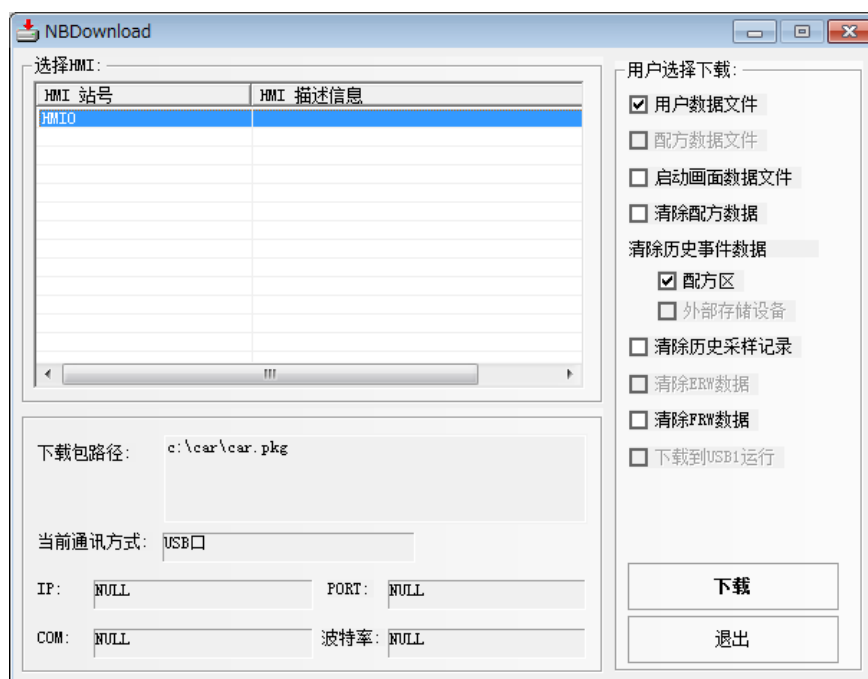 NBDownload
选择HMI:
HMI 站号 HMI 描述信息
HMI0
下载包路径: c:\car\car.pkg
当前通讯方式: USB口
IP: NULL PORT: NULL
COM: NULL 波特率: NULL
用户选择下载:
用户数据文件
配方数据文件
启动画面数据文件
清除配方数据
清除历史事件数据
配方区
外部存储设备
清除历史采样记录
清除ERW数据
清除FRW数据
下载到USB1运行
下载
退出